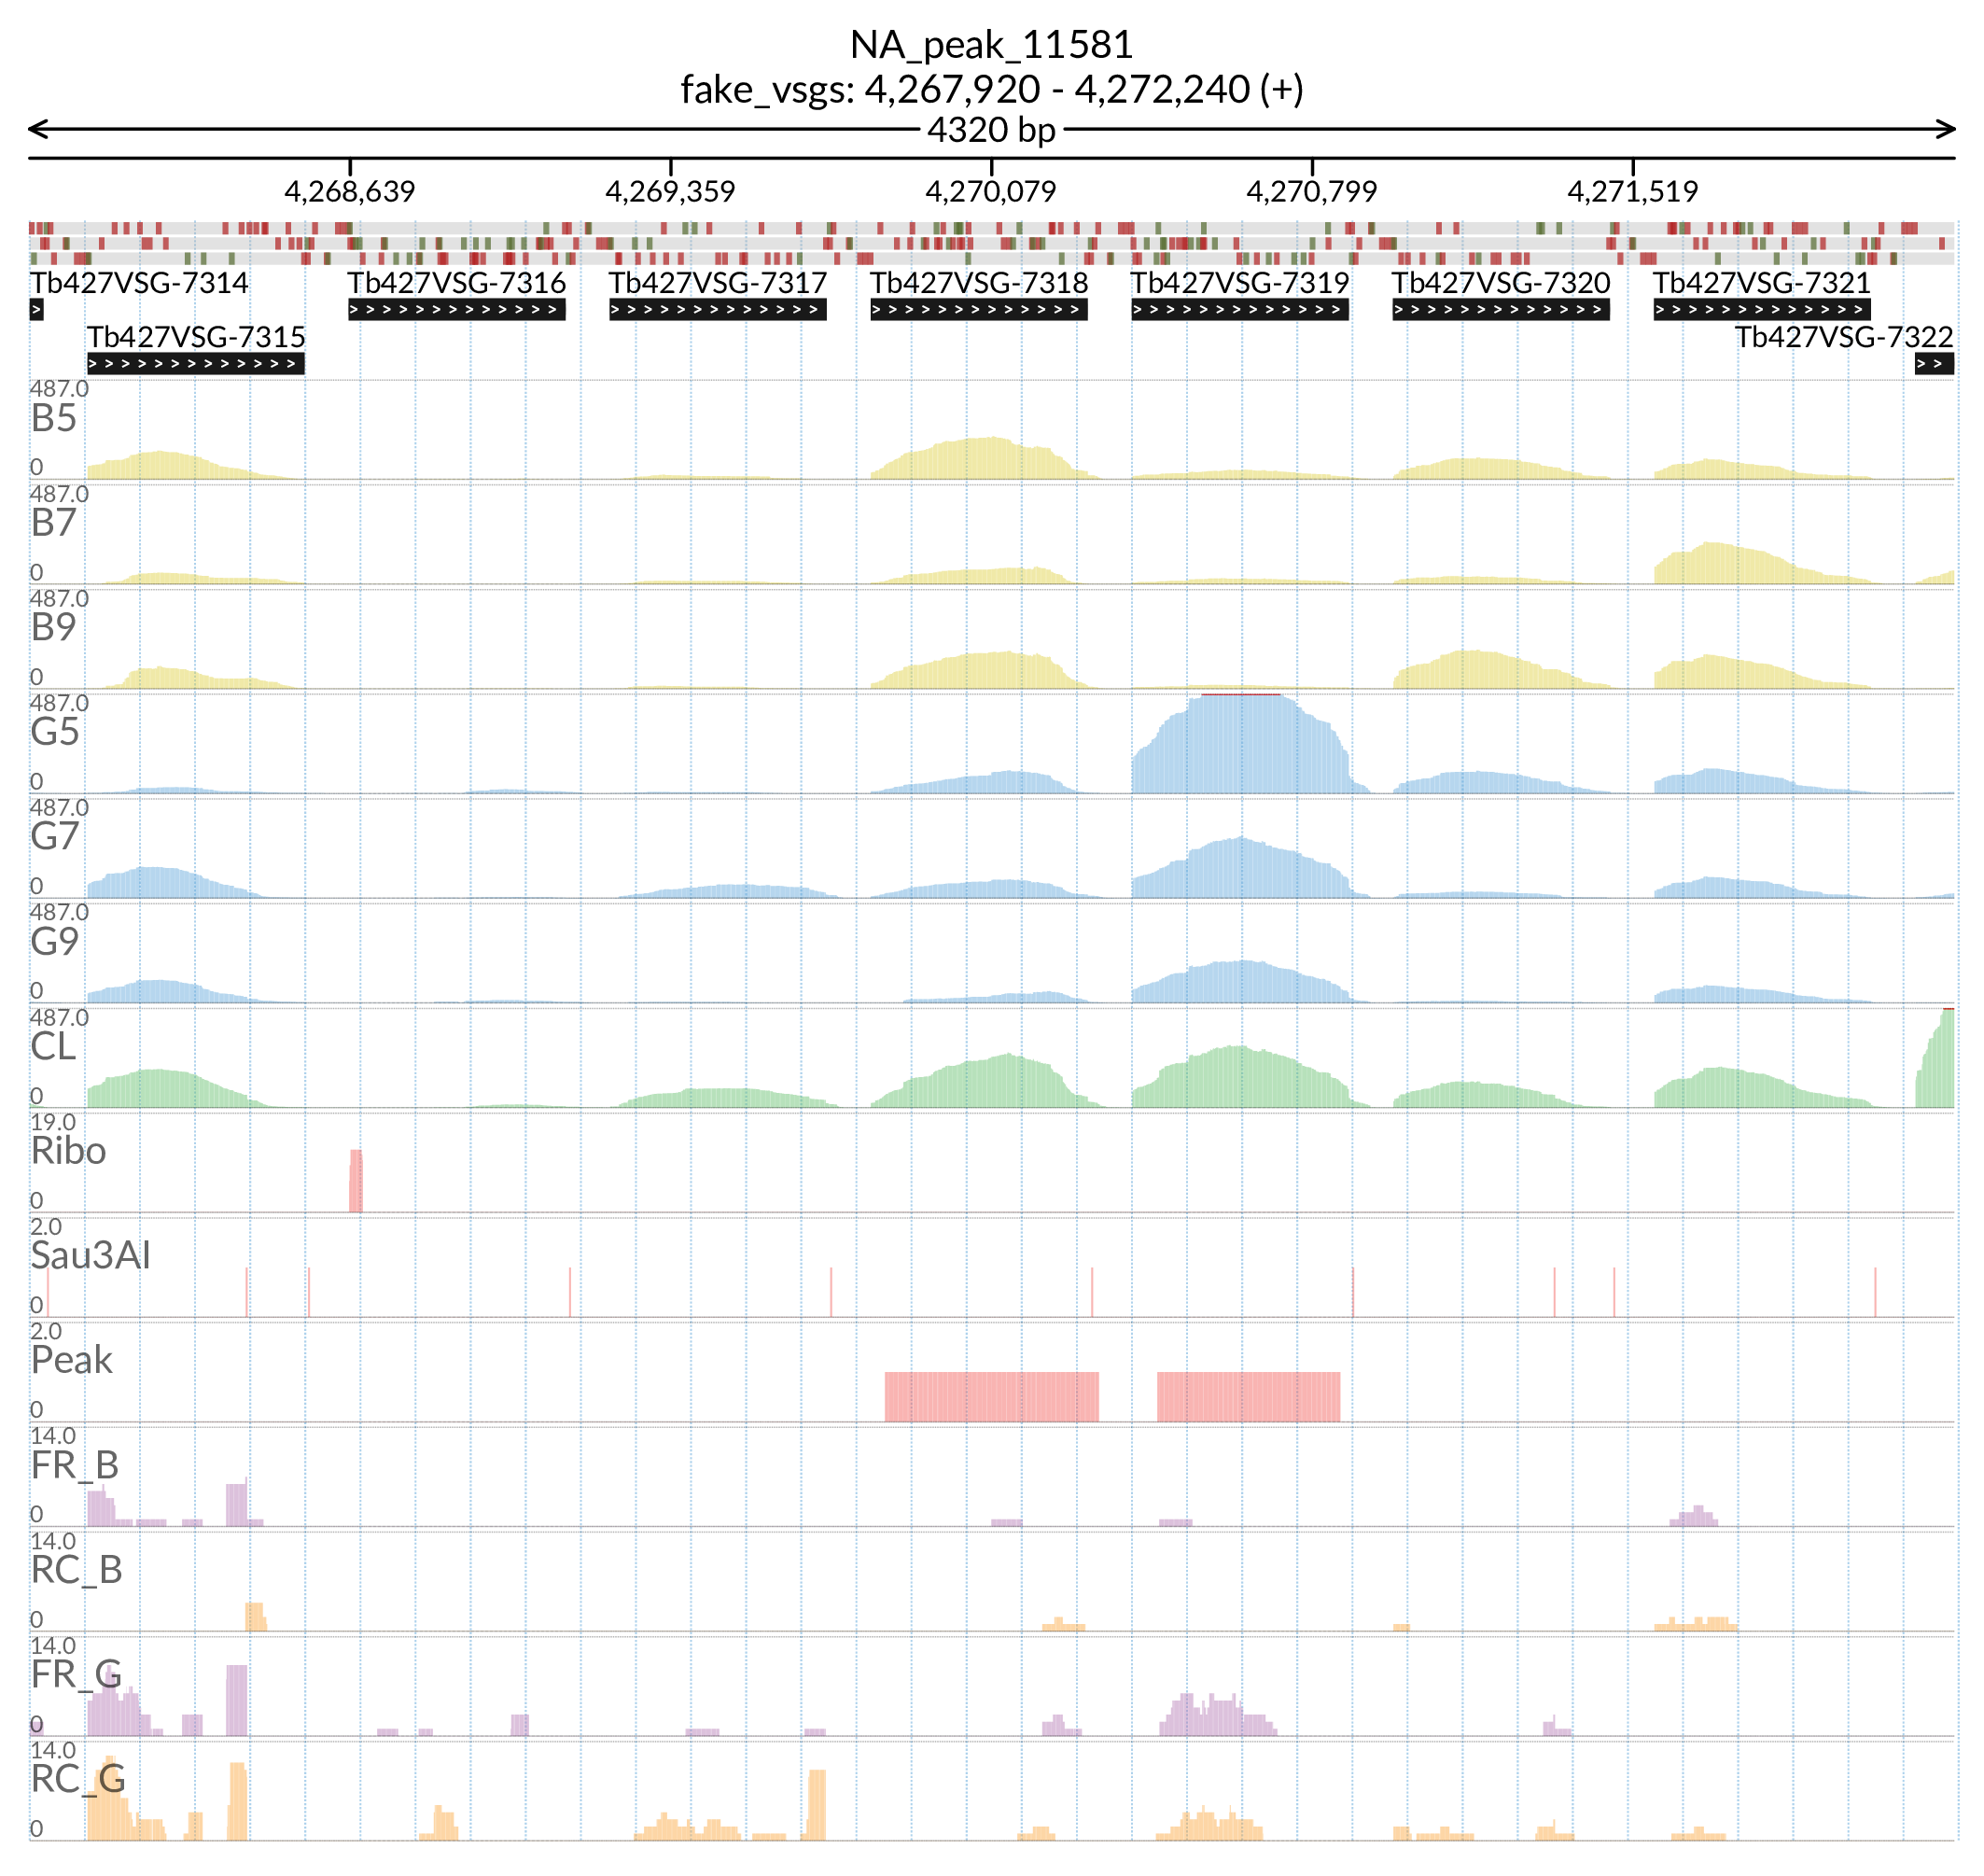 NA_peak_11581
fake_vsgs: 4,267,920 - 4,272,240 (+)
4320 bp
4,268,639 4,269,359 4,270,079 4,270,799 4,271,519
Tb427VSG-7314 Tb427VSG-7316 Tb427VSG-7317 Tb427VSG-7318 Tb427VSG-7319 Tb427VSG-7320 Tb427VSG-7321
Tb427VSG-7315 Tb427VSG-7322
487.0
B5
0
487.0
B7
0
487.0
B9
0
487.0
G5
0
487.0
G7
0
487.0
G9
0
487.0
CL
0
19.0
Ribo
0
2.0
Sau3AI
0
2.0
Peak
0
14.0
FR_B
0
14.0
RC_B
0
14.0
FR_G
0
14.0
RC_G
0